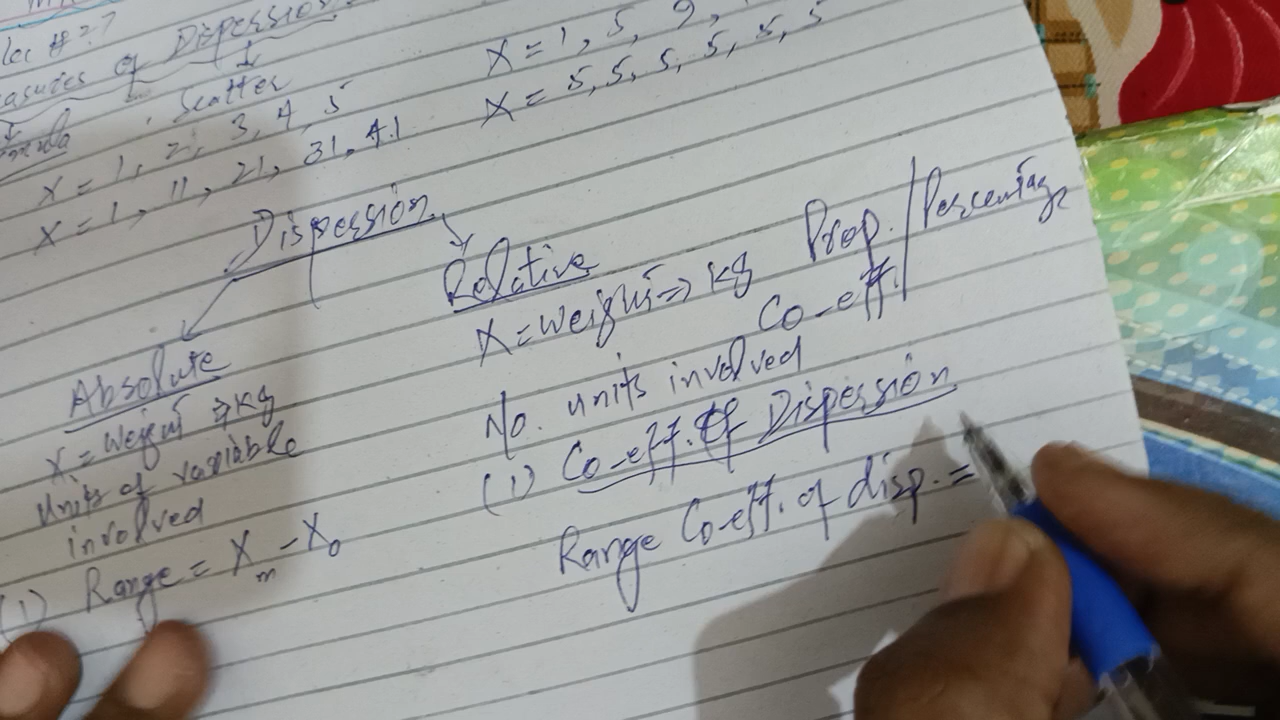 Lec # 27
of Dispersion
Scatter
X = 1, 2, 3, 4, 5
X = 1, 11, 21, 31, 41
X = 1, 5, 9,
X = 5, 5, 5, 5, 5, 5
Dispersion
Absolute
X = weight => kg
units of variable
involved
(1) Range = Xm - X0
Relative
X = weight => kg
Prop. / Percentage
Co-eff.
No. units involved
(1) Co-eff. of Dispersion
Range Co-eff. of disp. =